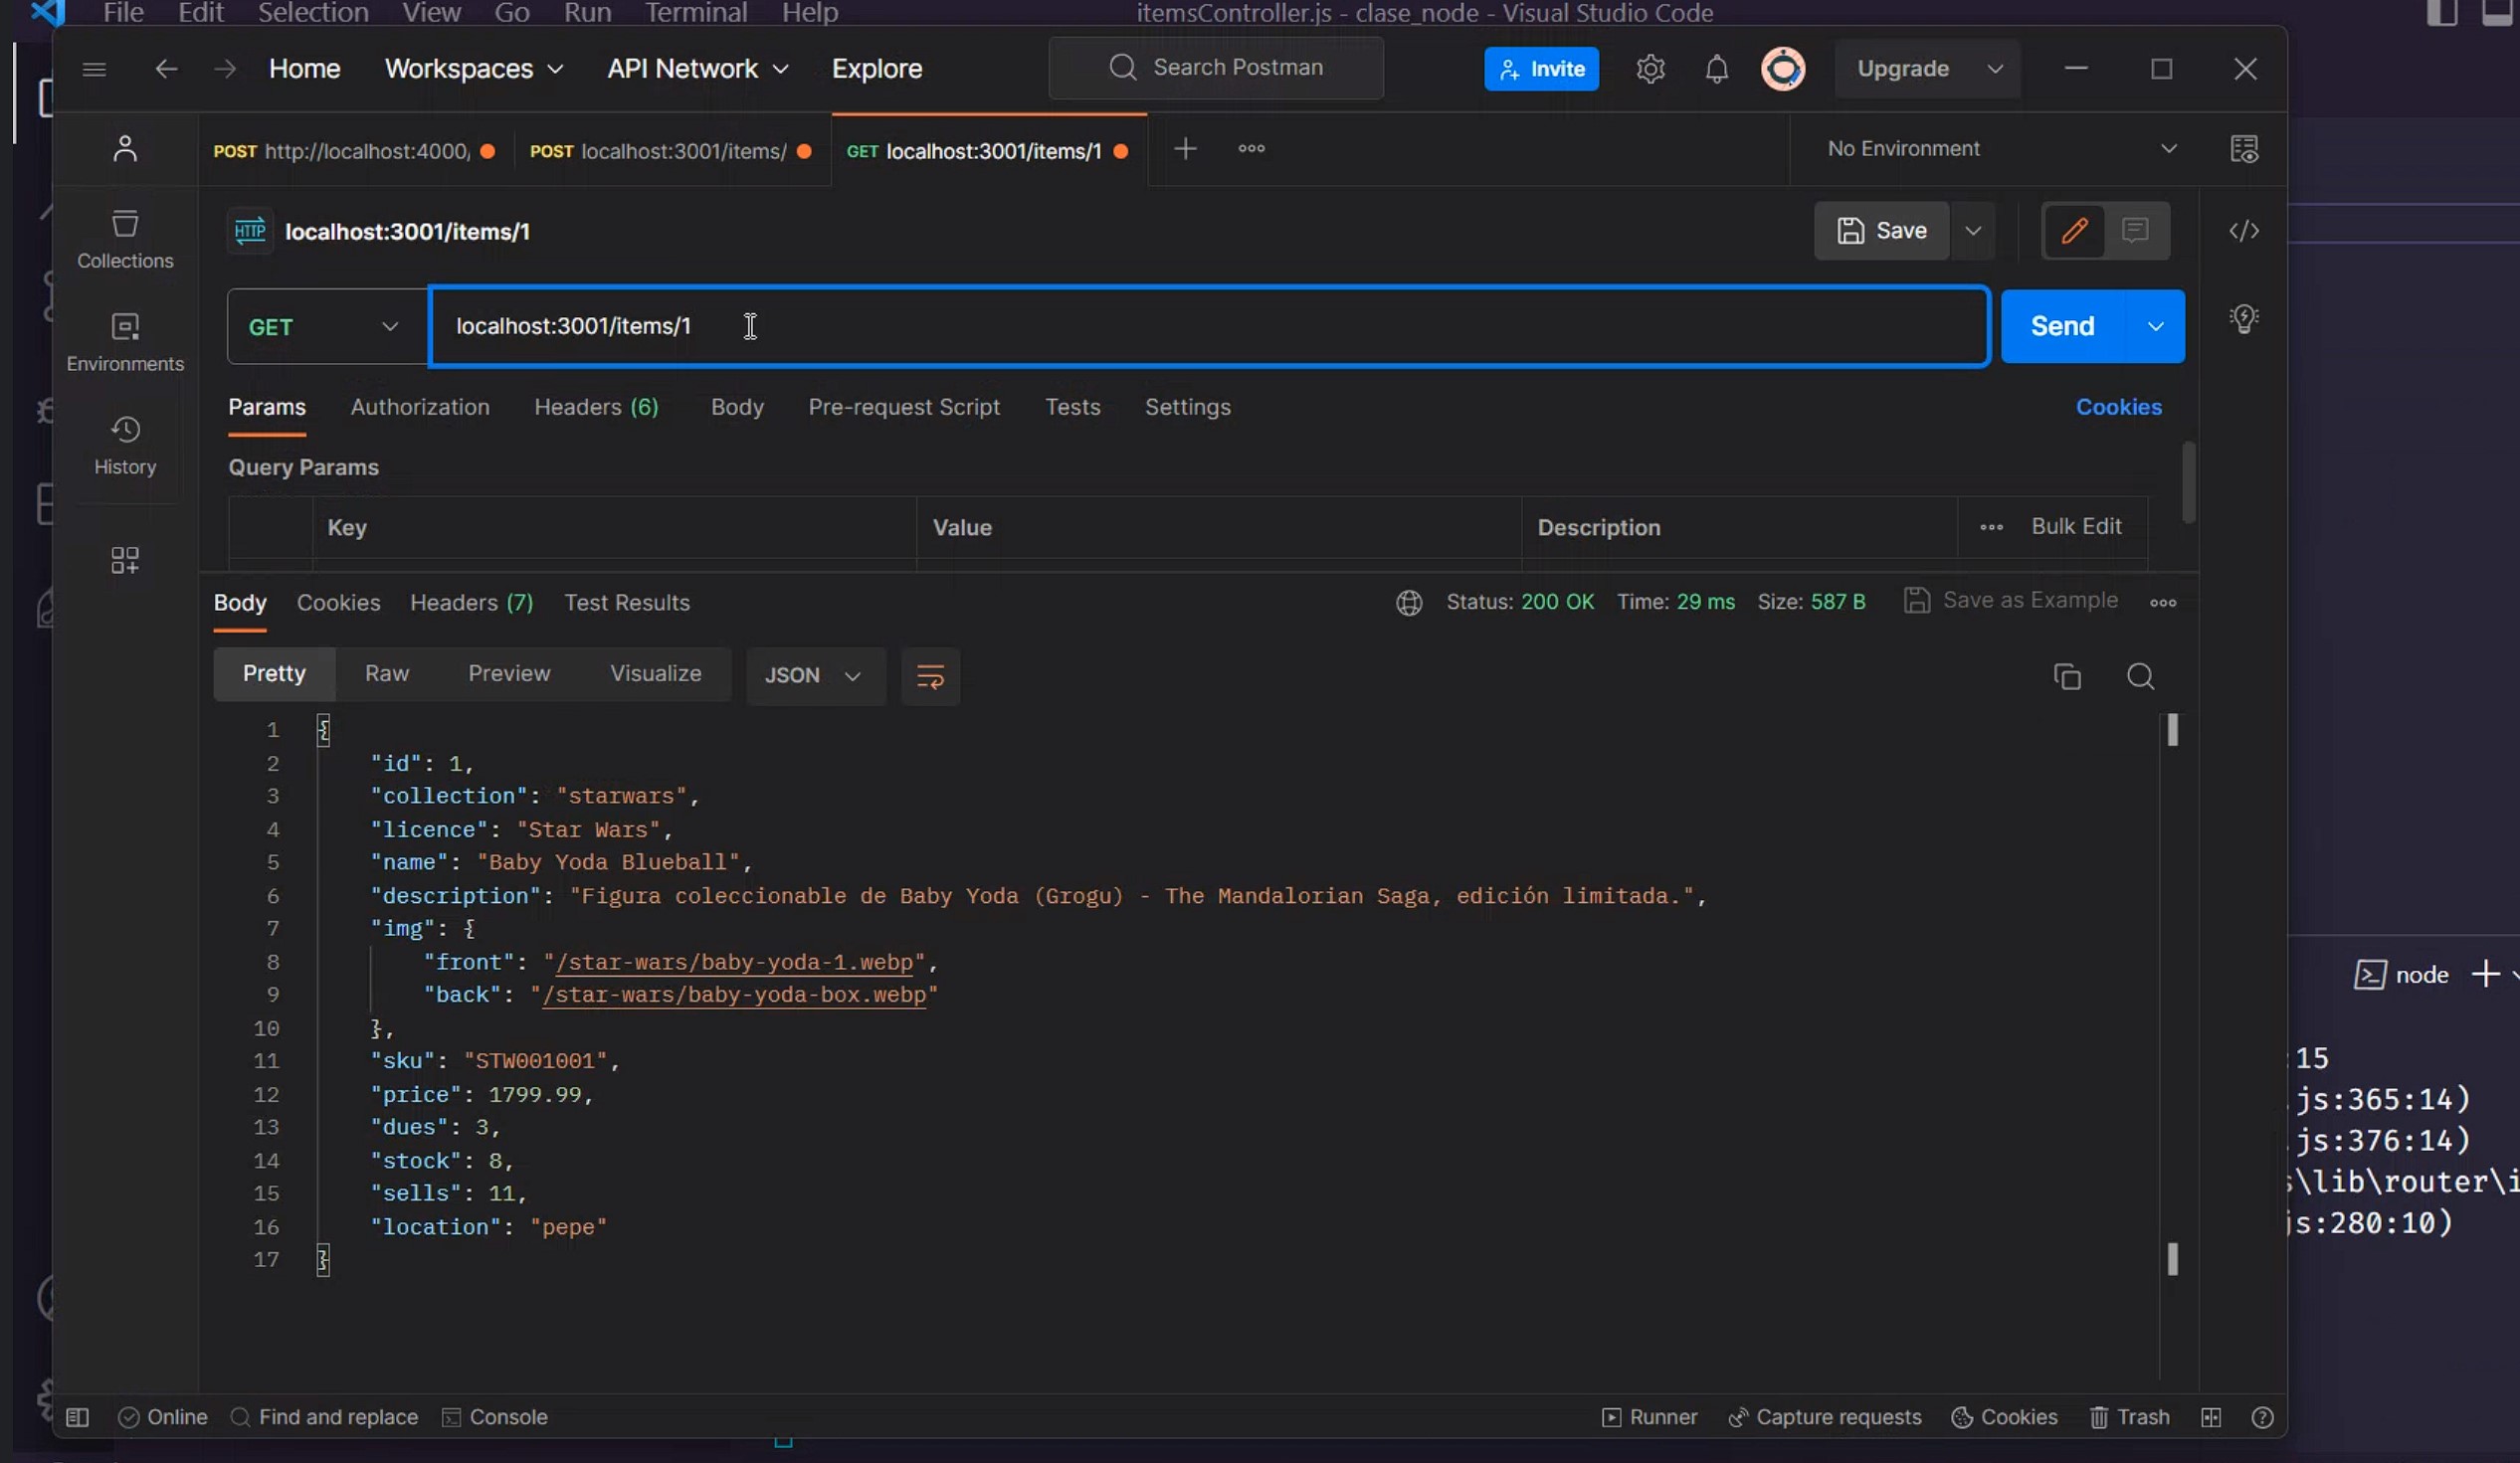 File Edit Selection View Go Run Terminal Help itemsController.js - clase_node - Visual Studio Code
Home Workspaces API Network Explore Search Postman Invite Upgrade
POST http://localhost:4000/ POST localhost:3001/items/ GET localhost:3001/items/1 No Environment
HTTP localhost:3001/items/1 Save
Collections
GET localhost:3001/items/1 Send
Environments
Params Authorization Headers (6) Body Pre-request Script Tests Settings Cookies
History
Query Params
Key Value Description Bulk Edit
Body Cookies Headers (7) Test Results Status: 200 OK Time: 29 ms Size: 587 B Save as Example
Pretty Raw Preview Visualize JSON
1 {
2 "id": 1,
3 "collection": "starwars",
4 "licence": "Star Wars",
5 "name": "Baby Yoda Blueball",
6 "description": "Figura coleccionable de Baby Yoda (Grogu) - The Mandalorian Saga, edición limitada.",
7 "img": {
8 "front": "/star-wars/baby-yoda-1.webp",
9 "back": "/star-wars/baby-yoda-box.webp"
10 },
11 "sku": "STW001001",
12 "price": 1799.99,
13 "dues": 3,
14 "stock": 8,
15 "sells": 11,
16 "location": "pepe"
17 }
node
:15
.js:365:14)
.js:376:14)
s\lib\router\i
js:280:10)
Online Find and replace Console Runner Capture requests Cookies Trash